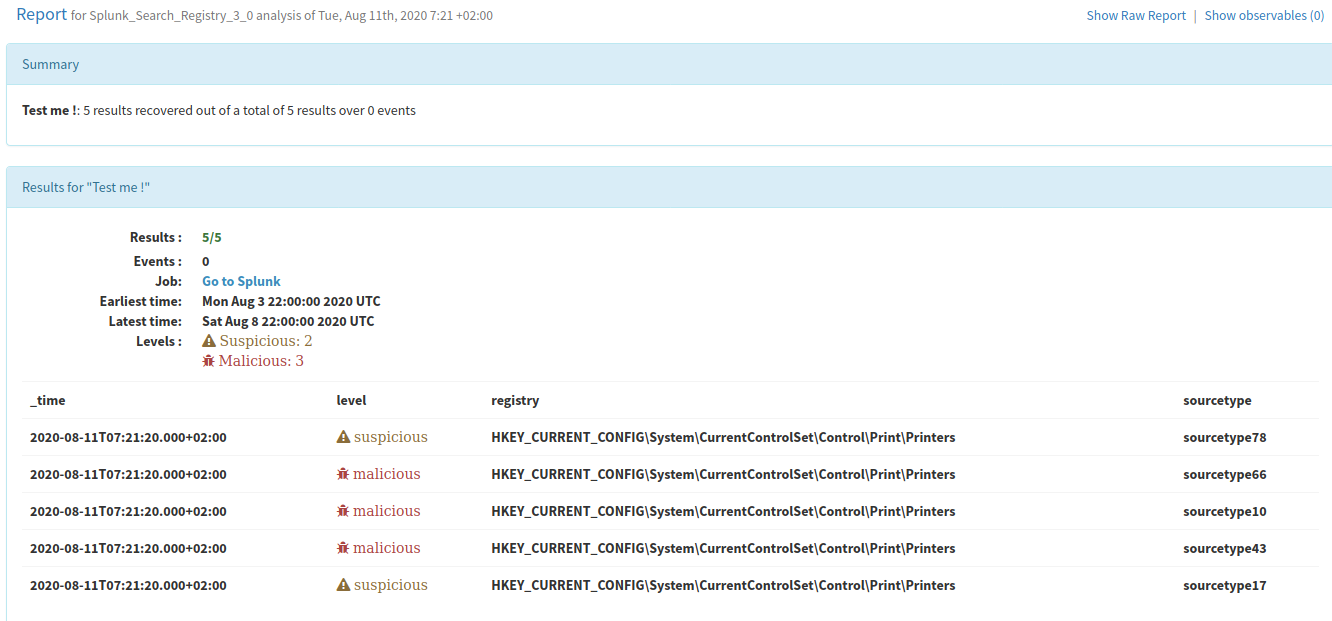 Report for Splunk_Search_Registry_3_0 analysis of Tue, Aug 11th, 2020 7:21 +02:00 Show Raw Report | Show observables (0)
Summary
Test me !: 5 results recovered out of a total of 5 results over 0 events
Results for "Test me !"
Results : 5/5
Events : 0
Job: Go to Splunk
Earliest time: Mon Aug 3 22:00:00 2020 UTC
Latest time: Sat Aug 8 22:00:00 2020 UTC
Levels : Suspicious: 2
Malicious: 3
_time level registry sourcetype
2020-08-11T07:21:20.000+02:00 suspicious HKEY_CURRENT_CONFIG\System\CurrentControlSet\Control\Print\Printers sourcetype78
2020-08-11T07:21:20.000+02:00 malicious HKEY_CURRENT_CONFIG\System\CurrentControlSet\Control\Print\Printers sourcetype66
2020-08-11T07:21:20.000+02:00 malicious HKEY_CURRENT_CONFIG\System\CurrentControlSet\Control\Print\Printers sourcetype10
2020-08-11T07:21:20.000+02:00 malicious HKEY_CURRENT_CONFIG\System\CurrentControlSet\Control\Print\Printers sourcetype43
2020-08-11T07:21:20.000+02:00 suspicious HKEY_CURRENT_CONFIG\System\CurrentControlSet\Control\Print\Printers sourcetype17